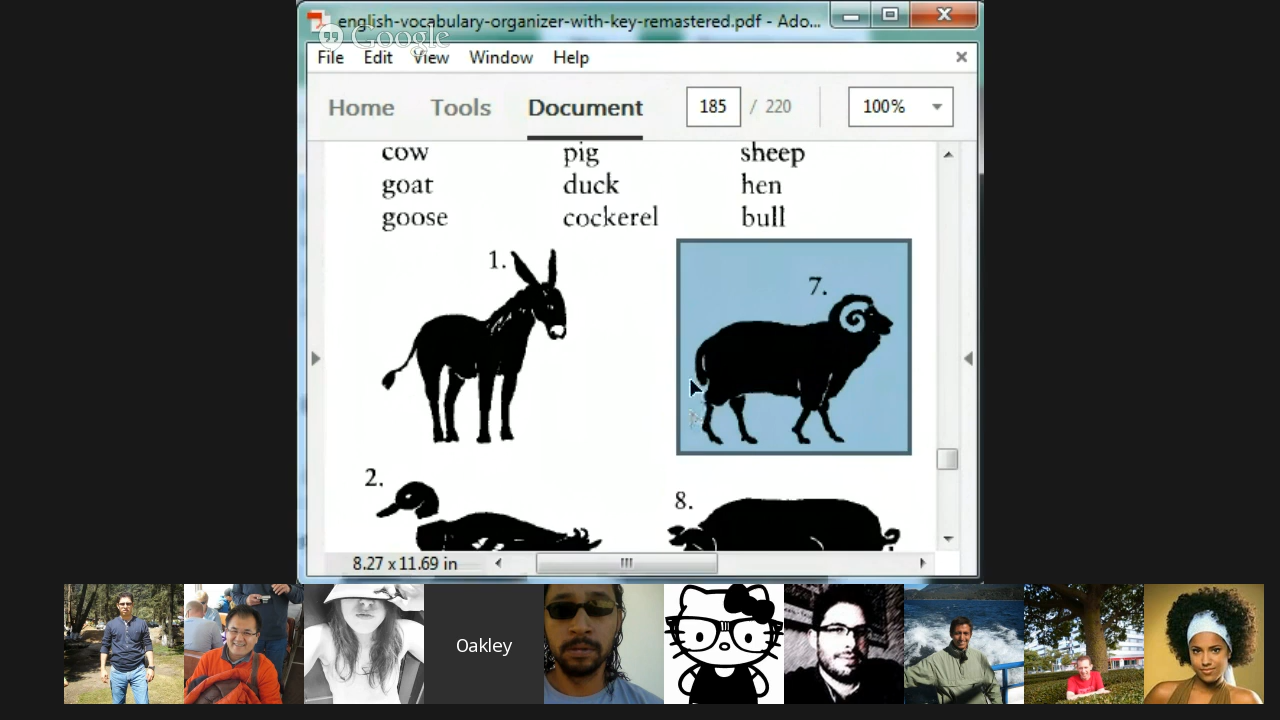 english-vocabulary-organizer-with-key-remastered.pdf - Ado...
Google
File Edit View Window Help
Home Tools Document 185 / 220 100%
cow pig sheep
goat duck hen
goose cockerel bull
1.
7.
2.
8.
8.27 x 11.69 in
Oakley